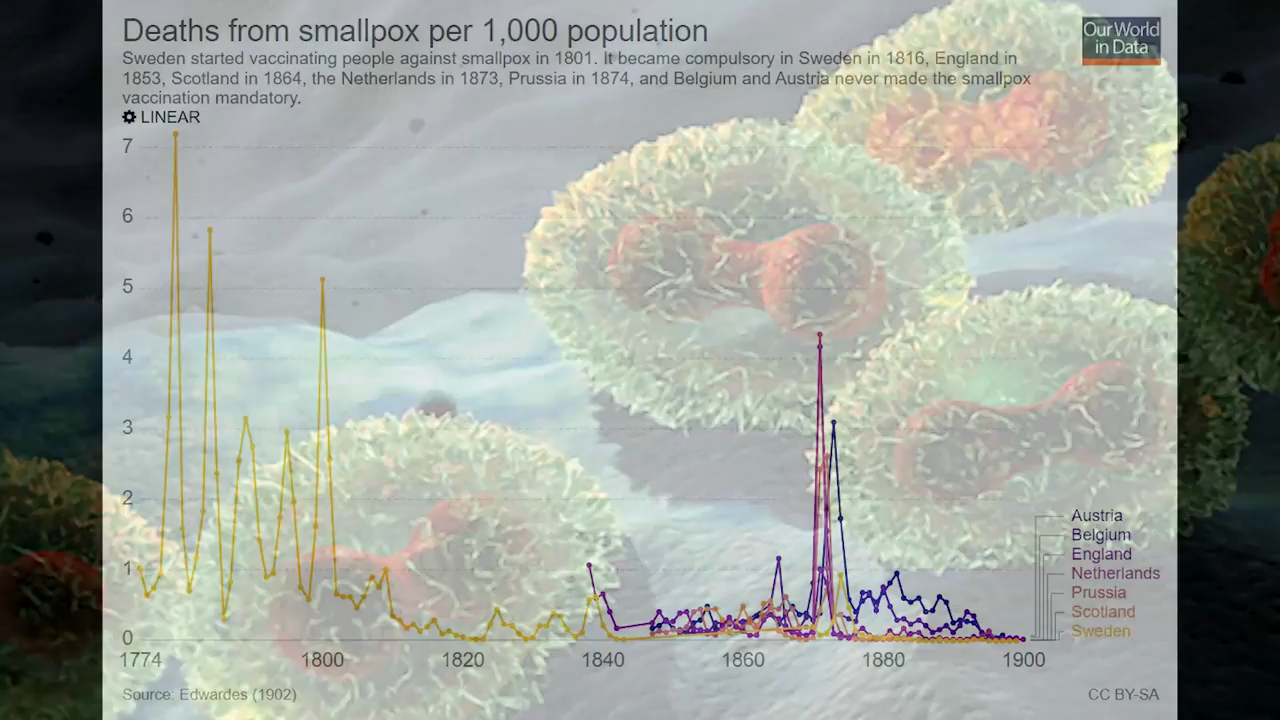 Deaths from smallpox per 1,000 population
Our World
in Data
Sweden started vaccinating people against smallpox in 1801. It became compulsory in Sweden in 1816, England in
1853, Scotland in 1864, the Netherlands in 1873, Prussia in 1874, and Belgium and Austria never made the smallpox
vaccination mandatory.
LINEAR
7
6
5
4
3
2
1
0
Austria
Belgium
England
Netherlands
Prussia
Scotland
Sweden
1774 1800 1820 1840 1860 1880 1900
Source: Edwardes (1902)
CC BY-SA